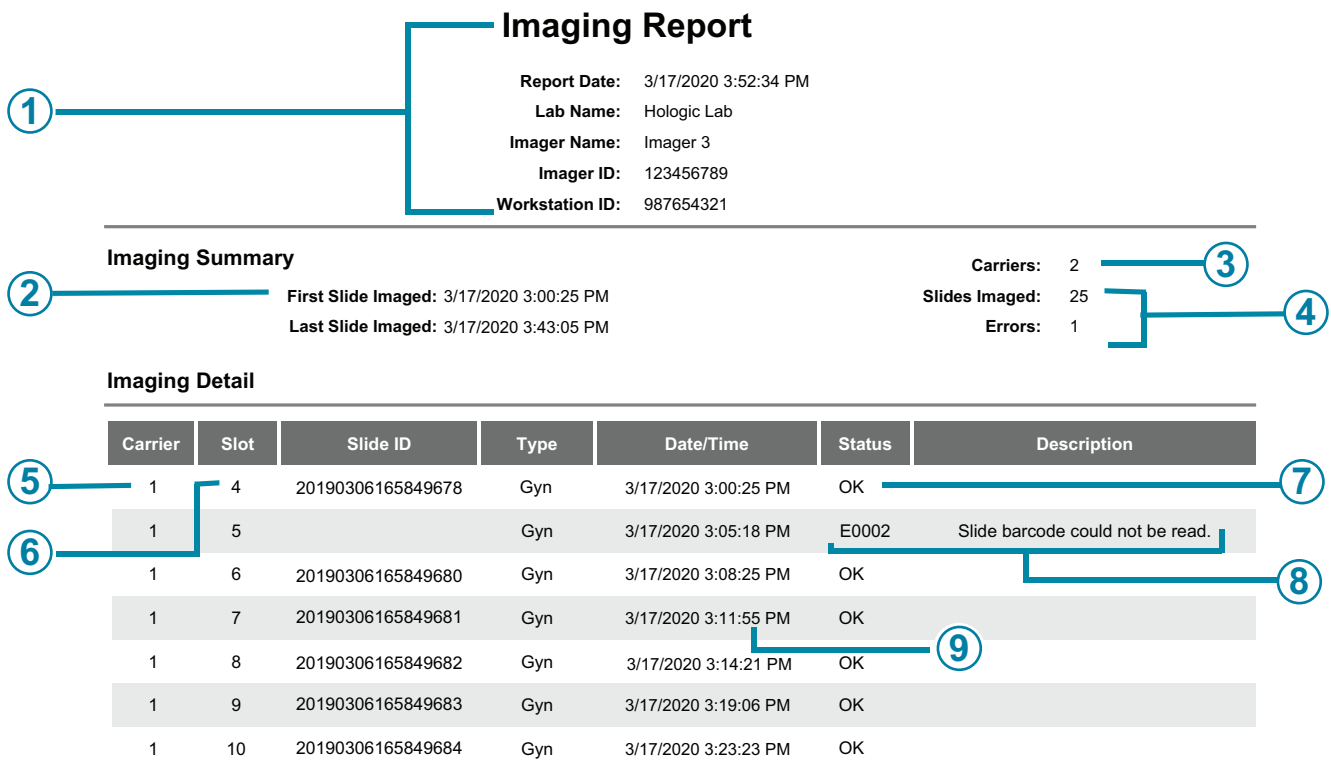 Imaging Report
1
Report Date: 3/17/2020 3:52:34 PM
Lab Name: Hologic Lab
Imager Name: Imager 3
Imager ID: 123456789
Workstation ID: 987654321
Imaging Summary
Carriers: 2 3
2 First Slide Imaged: 3/17/2020 3:00:25 PM Slides Imaged: 25
4
Last Slide Imaged: 3/17/2020 3:43:05 PM Errors: 1
Imaging Detail
Carrier Slot Slide ID Type Date/Time Status Description
5 1 4 20190306165849678 Gyn 3/17/2020 3:00:25 PM OK 7
1 5 Gyn 3/17/2020 3:05:18 PM E0002 Slide barcode could not be read.
6
1 6 20190306165849680 Gyn 3/17/2020 3:08:25 PM OK 8
1 7 20190306165849681 Gyn 3/17/2020 3:11:55 PM OK
9
1 8 20190306165849682 Gyn 3/17/2020 3:14:21 PM OK
1 9 20190306165849683 Gyn 3/17/2020 3:19:06 PM OK
1 10 20190306165849684 Gyn 3/17/2020 3:23:23 PM OK